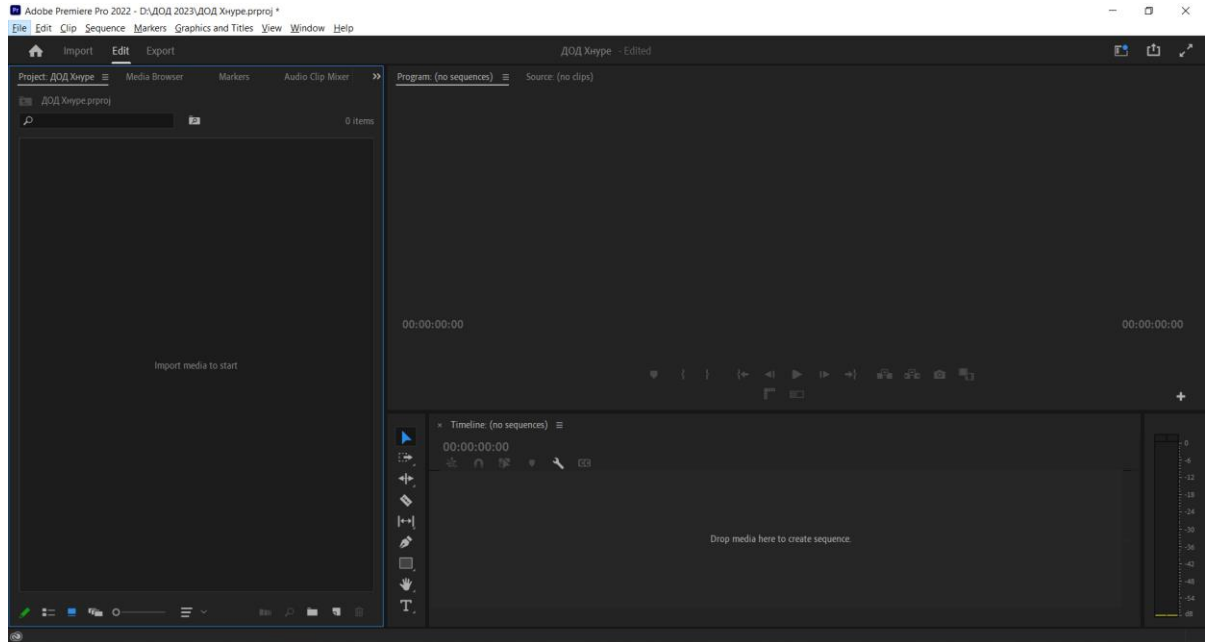 Adobe Premiere Pro 2022 - D:\ДОД 2023\ДОД Хнуре.prproj *
File Edit Clip Sequence Markers Graphics and Titles View Window Help
Import Edit Export
ДОД Хнуре - Edited
Project: ДОД Хнуре
Media Browser
Markers
Audio Clip Mixer
Program: (no sequences)
Source: (no clips)
ДОД Хнуре.prproj
0 items
Import media to start
00:00:00:00
00:00:00:00
Timeline: (no sequences)
00:00:00:00
Drop media here to create sequence.
0
-6
-12
-18
-24
-30
-36
-42
-48
-54
dB